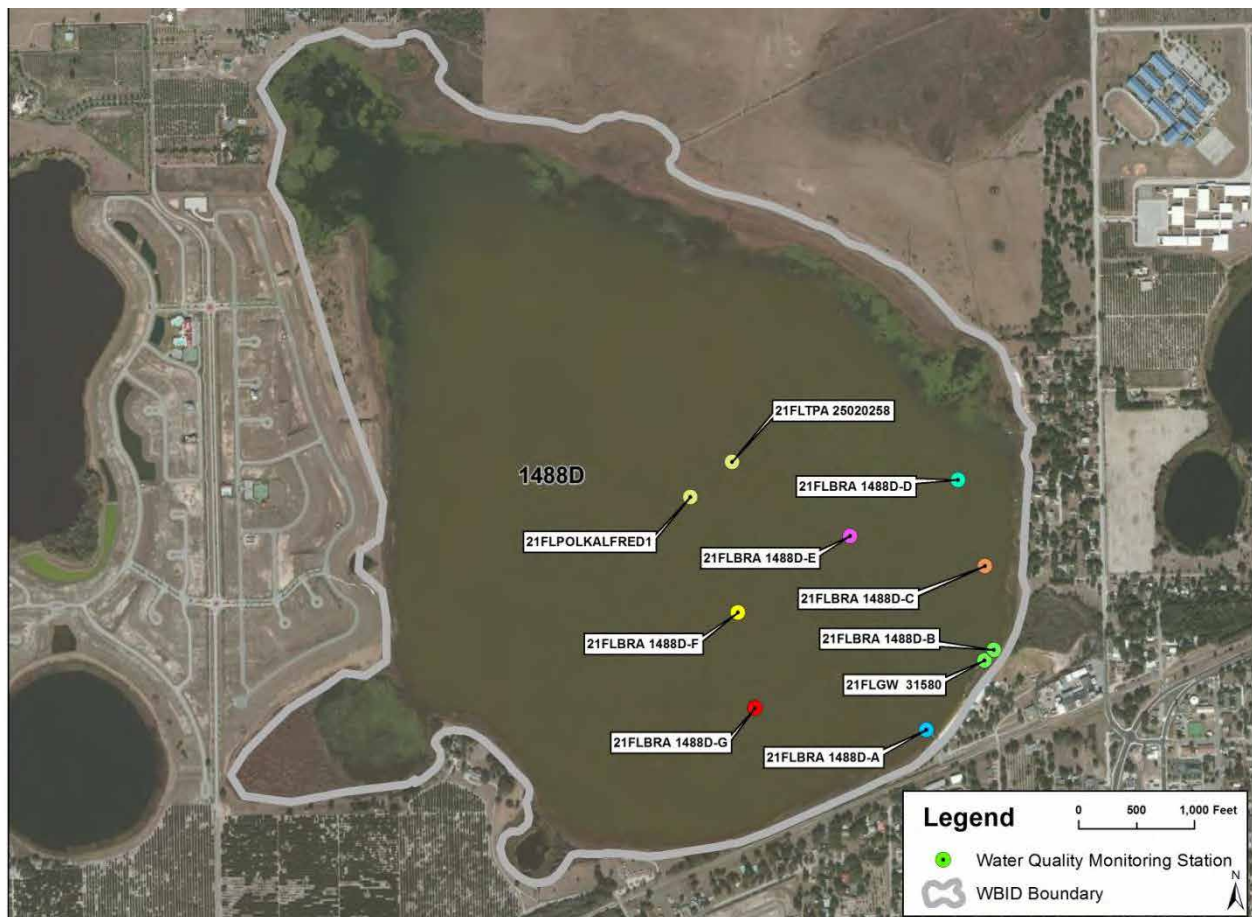 21FLTPA 25020258
1488D
21FLBRA 1488D-D
21FLPOLKALFRED1
21FLBRA 1488D-E
21FLBRA 1488D-C
21FLBRA 1488D-F
21FLBRA 1488D-B
21FLGW 31580
21FLBRA 1488D-G
21FLBRA 1488D-A
Legend
0 500 1,000 Feet
Water Quality Monitoring Station
WBID Boundary
N